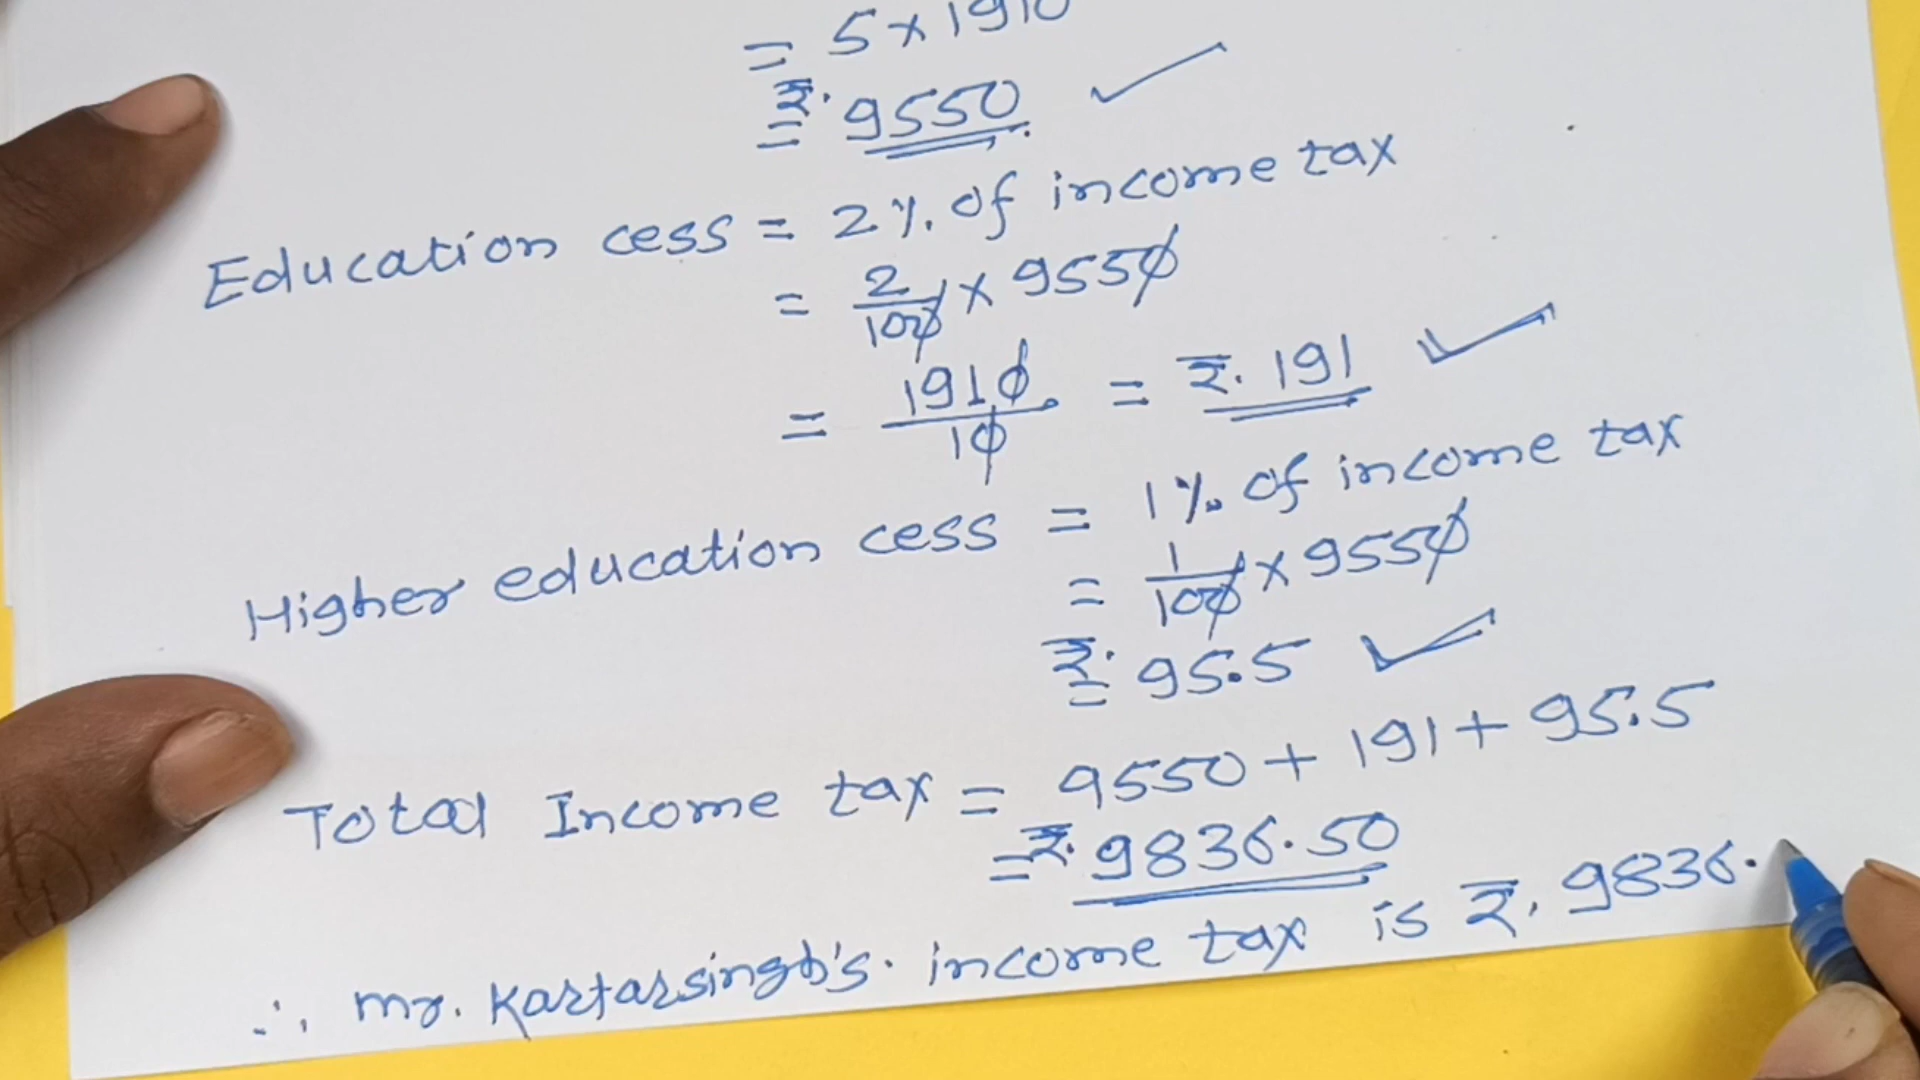 = 5 × 1910
= ₹. 9550
Education cess = 2% of income tax
= 2/100 × 9550
= 1910/10 = ₹. 191
Higher education cess = 1% of income tax
= 1/100 × 9550
= ₹. 95.5
Total Income tax = 9550 + 191 + 95.5
= ₹. 9836.50
∴ Mr. Kartarsingh's. income tax is ₹. 9836.